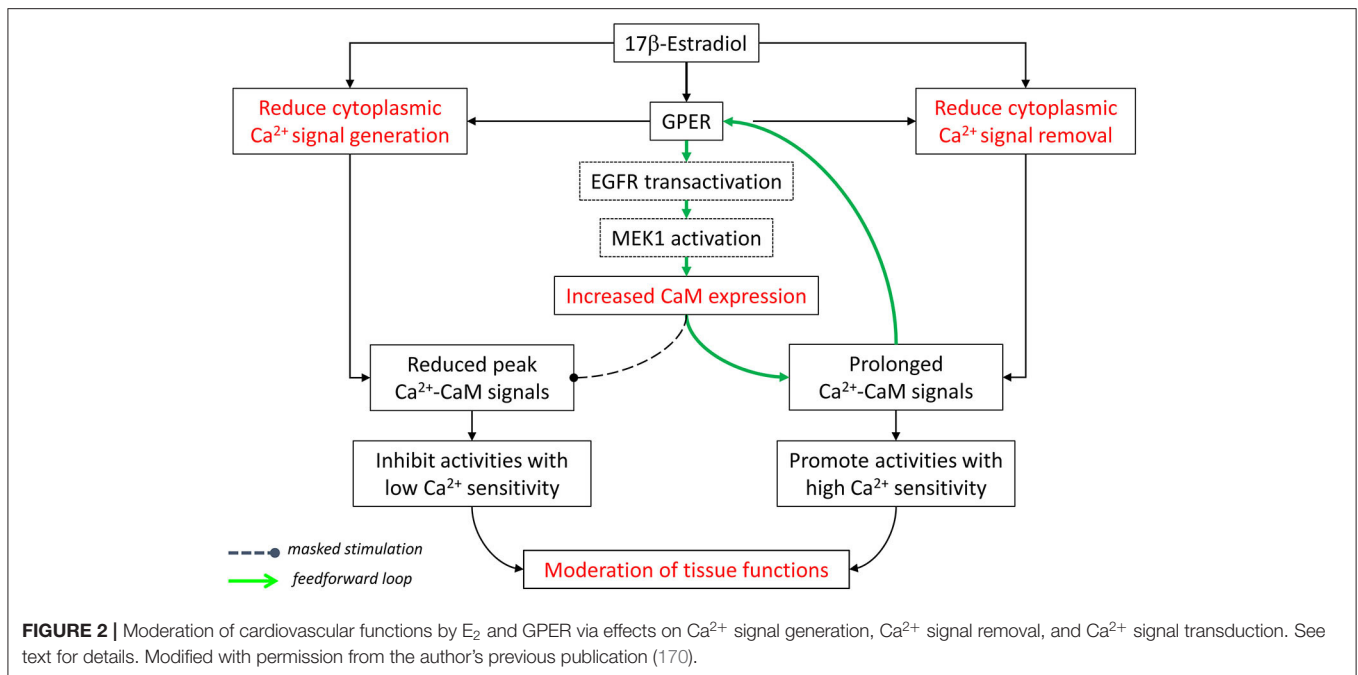 17β-Estradiol
Reduce cytoplasmic
Ca²⁺ signal generation
GPER
Reduce cytoplasmic
Ca²⁺ signal removal
EGFR transactivation
MEK1 activation
Increased CaM expression
Reduced peak
Ca²⁺-CaM signals
Prolonged
Ca²⁺-CaM signals
Inhibit activities with
low Ca²⁺ sensitivity
Promote activities with
high Ca²⁺ sensitivity
masked stimulation
feedforward loop
Moderation of tissue functions
FIGURE 2 | Moderation of cardiovascular functions by E₂ and GPER via effects on Ca²⁺ signal generation, Ca²⁺ signal removal, and Ca²⁺ signal transduction. See
text for details. Modified with permission from the author's previous publication (170).